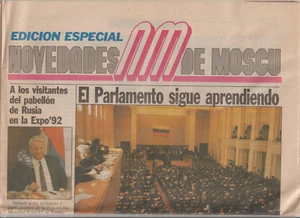 EDICION ESPECIAL
NOVEDADES NM DE MOSCU
A los visitantes
del pabellón
de Rusia
en la Expo'92
El Parlamento sigue aprendiendo